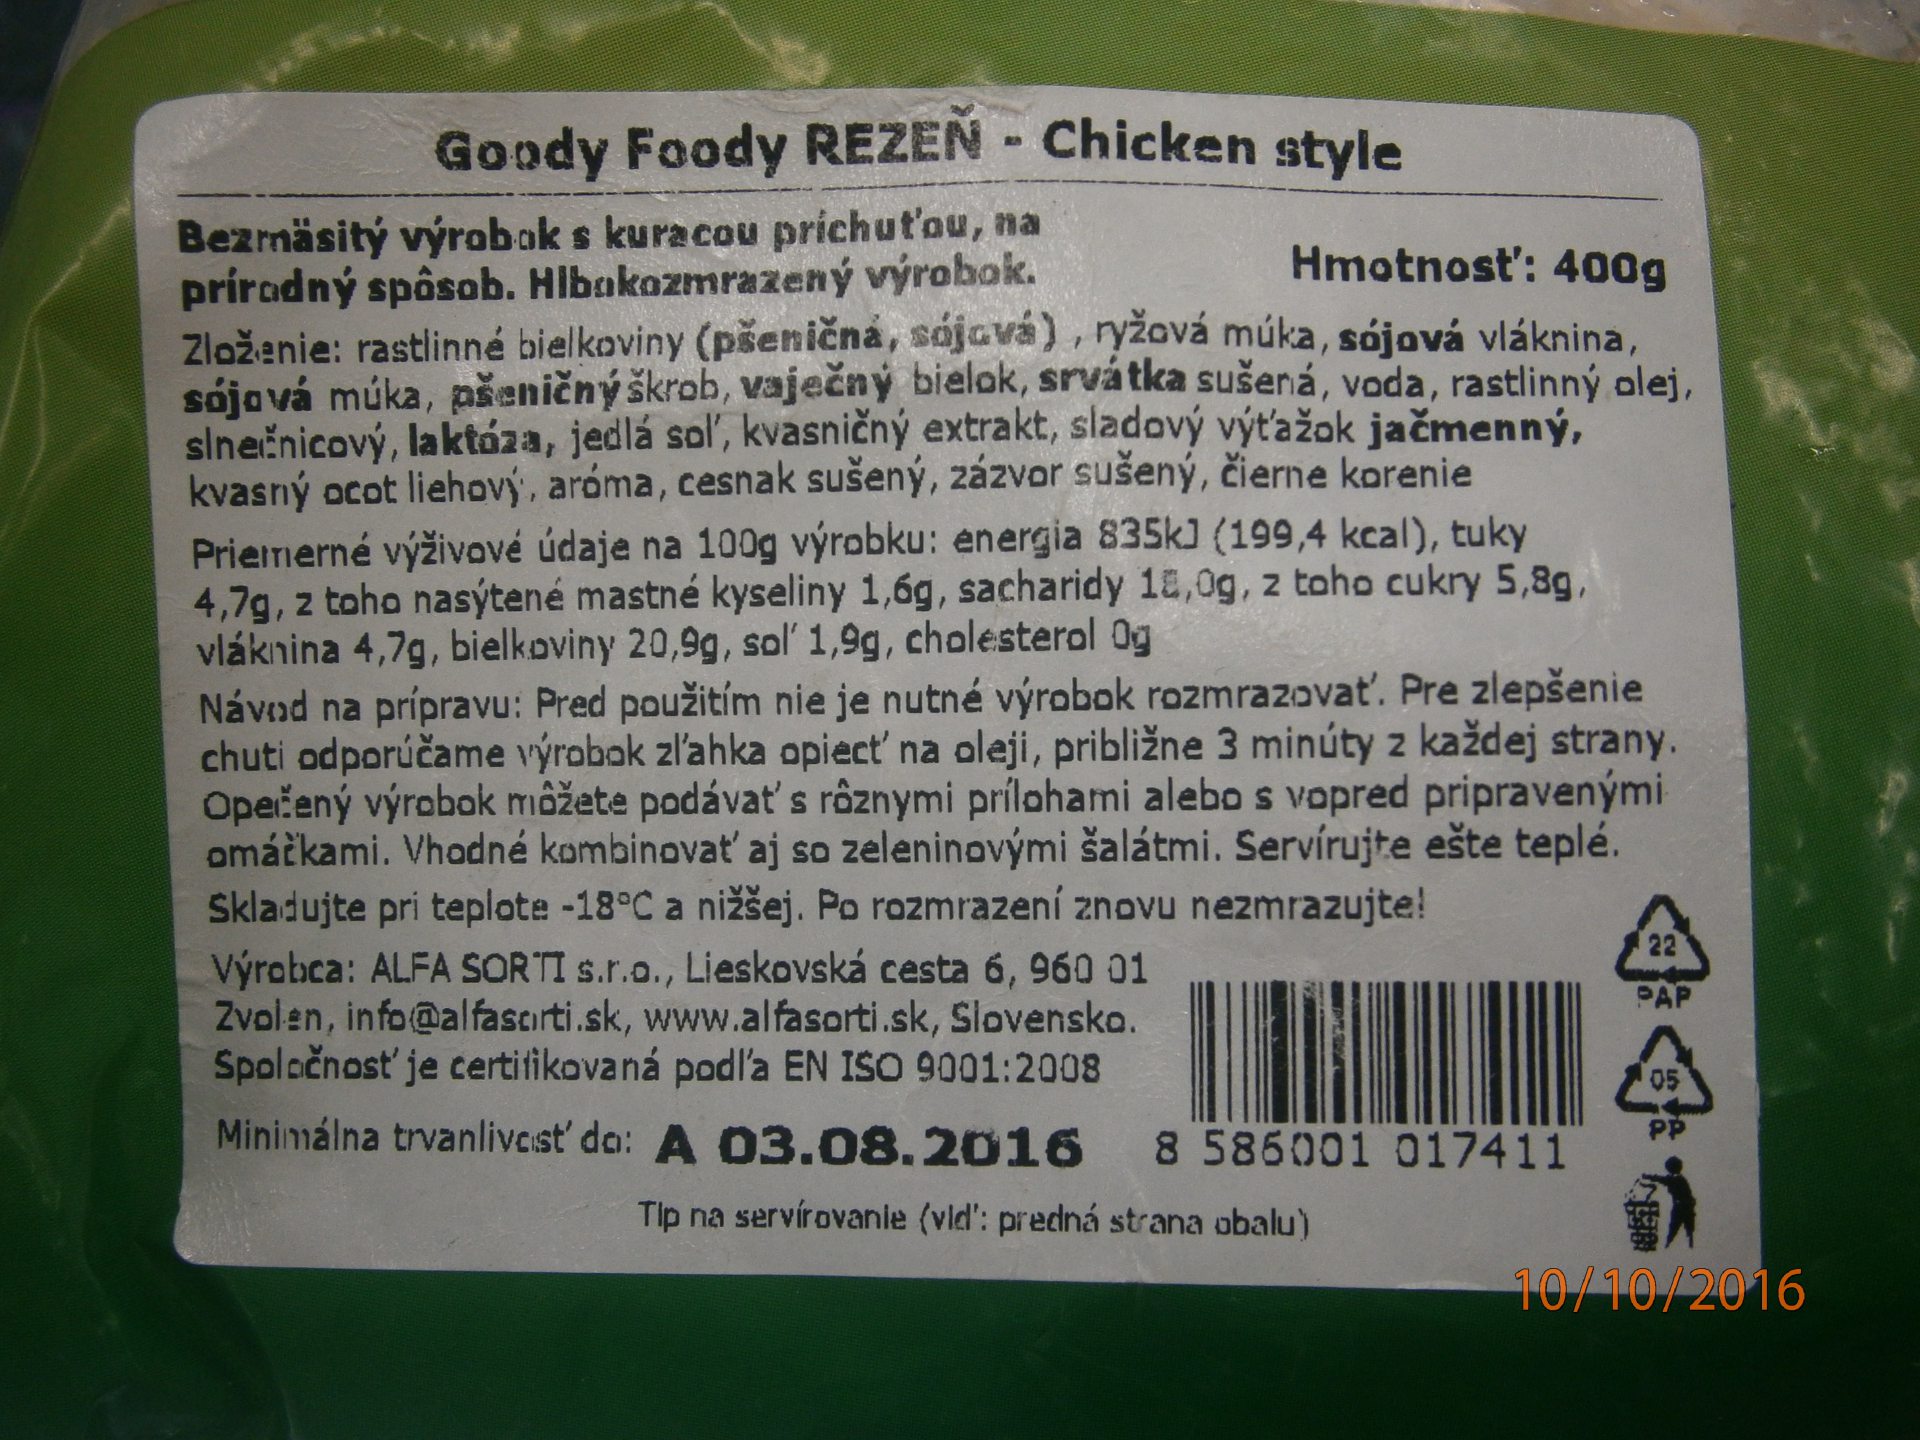 Goody Foody REZEŇ - Chicken style
Bezmäsitý výrobok s kuracou príchuťou, na
prírodný spôsob. Hlbokozmrazený výrobok.
Hmotnosť: 400g
Zloženie: rastlinné bielkoviny (pšeničná, sójová) , ryžová múka, sójová vláknina,
sójová múka, pšeničný škrob, vaječný bielok, srvátka sušená, voda, rastlinný olej,
slnečnicový, laktóza, jedlá soľ, kvasničný extrakt, sladový výťažok jačmenný,
kvasný ocot liehový, aróma, cesnak sušený, zázvor sušený, čierne korenie
Priemerné výživové údaje na 100g výrobku: energia 835kJ (199,4 kcal), tuky
4,7g, z toho nasýtené mastné kyseliny 1,6g, sacharidy z toho cukry 5,8g,
vláknina 4,7g, bielkoviny 20,9g, soľ 1,9g, cholesterol 0g
Návod na prípravu: Pred použitím nie je nutné výrobok rozmrazovať. Pre zlepšenie
chuti odporúčame výrobok zľahka opiecť na oleji, približne 3 minúty z každej strany.
Opečený výrobok môžete podávať s rôznymi prílohami alebo s vopred pripravenými
omáčkami. Vhodné kombinovať aj so zeleninovými šalátmi. Servírujte ešte teplé.
Skladujte pri teplote -18°C a nižšej. Po rozmrazení znovu nezmrazujte!
Výrobca: ALFA SORTI s.r.o., Lieskovská cesta 6, 960 01
Zvolen, info@alfasorti.sk, www.alfasorti.sk, Slovensko.
Spoločnosť je certifikovaná podľa EN ISO 9001:2008
Minimálna trvanlivosť do: A 03.08.2016
8 586001 017411
22
PAP
05
PP
Tip na servírovanie (viď: predná strana obalu)
10/10/2016